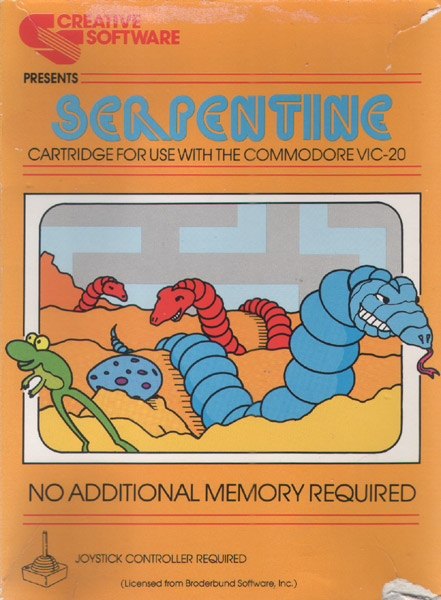 CREATIVE
SOFTWARE
PRESENTS
SERPENTINE
CARTRIDGE FOR USE WITH THE COMMODORE VIC-20
NO ADDITIONAL MEMORY REQUIRED
JOYSTICK CONTROLLER REQUIRED
(Licensed from Broderbund Software, Inc.)